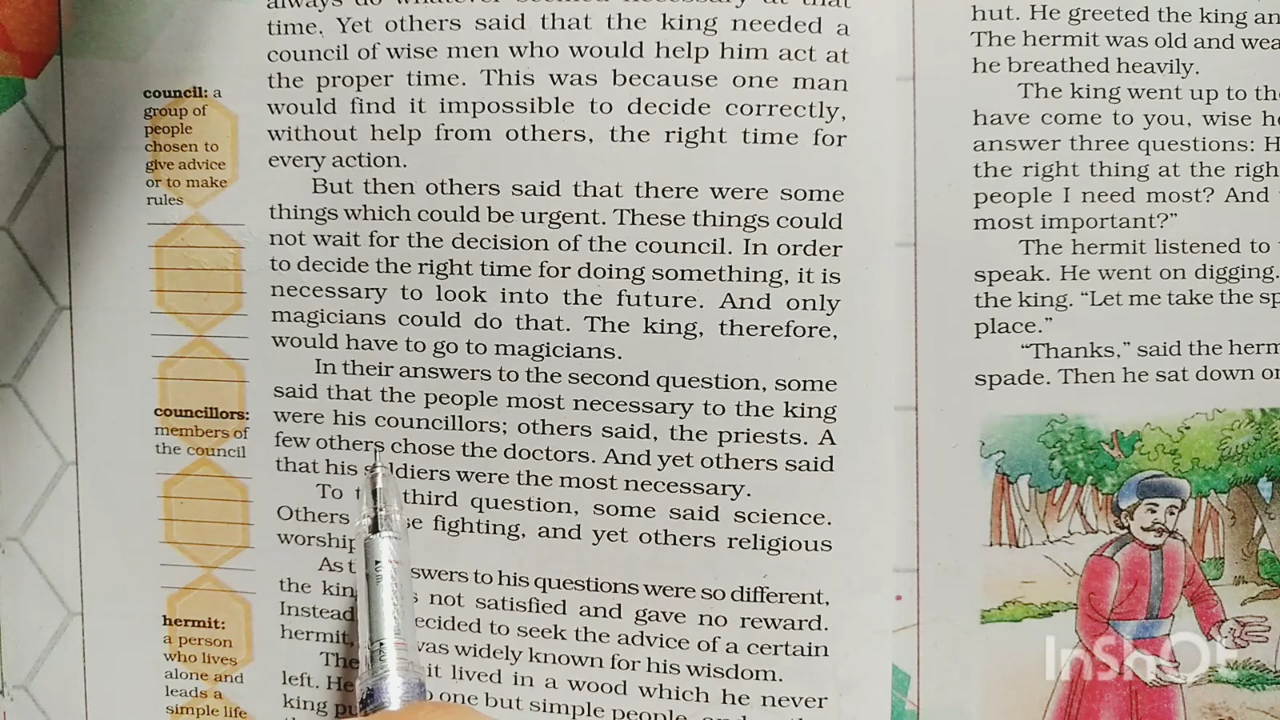 always do whatever seemed necessary at that
time. Yet others said that the king needed a
council of wise men who would help him act at
the proper time. This was because one man
would find it impossible to decide correctly,
without help from others, the right time for
every action.
But then others said that there were some
things which could be urgent. These things could
not wait for the decision of the council. In order
to decide the right time for doing something, it is
necessary to look into the future. And only
magicians could do that. The king, therefore,
would have to go to magicians.
In their answers to the second question, some
said that the people most necessary to the king
were his councillors; others said, the priests. A
few others chose the doctors. And yet others said
that his soldiers were the most necessary.
To third question, some said science.
Others fighting, and yet others religious
worship
As swers to his questions were so different,
the kin not satisfied and gave no reward.
Instead ecided to seek the advice of a certain
hermit, was widely known for his wisdom.
The it lived in a wood which he never
left. He one but simple people,
king
council: a
group of
people
chosen to
give advice
or to make
rules
councillors:
members of
the council
hermit:
a person
who lives
alone and
leads a
simple life
hut. He greeted the king an
The hermit was old and wea
he breathed heavily.
The king went up to the
have come to you, wise he
answer three questions: H
the right thing at the righ
people I need most? And
most important?"
The hermit listened to
speak. He went on digging.
the king. "Let me take the sp
place."
"Thanks," said the herm
spade. Then he sat down on
InShOt